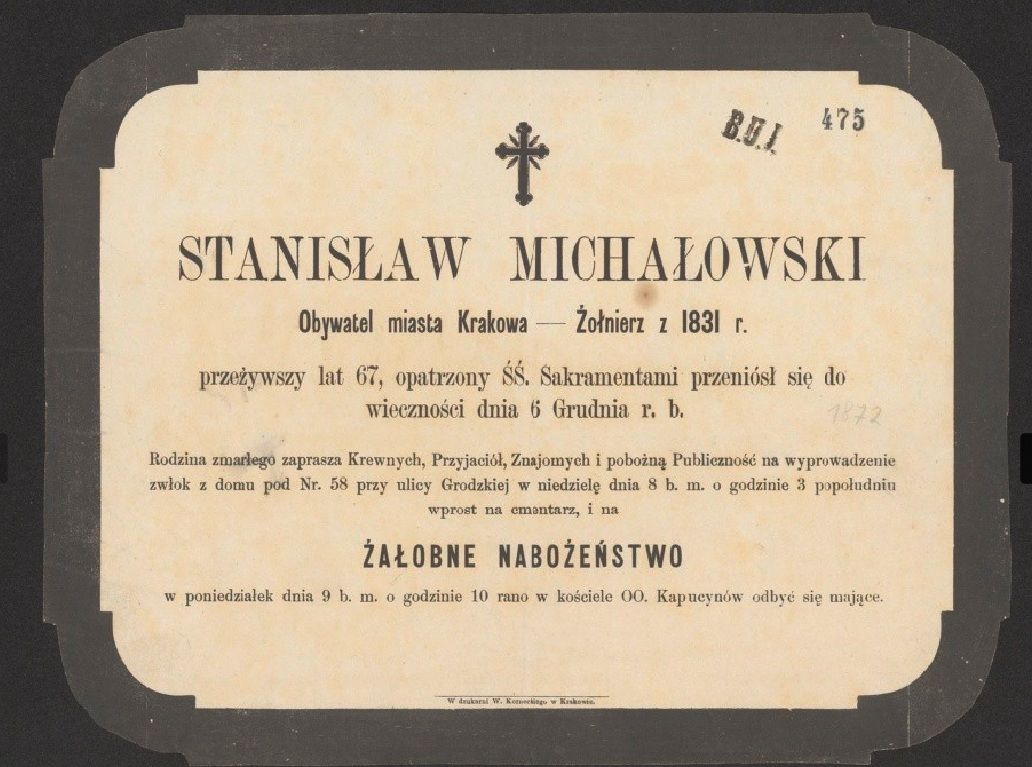 B.U.J. 475
STANISŁAW MICHAŁOWSKI
Obywatel miasta Krakowa — Żołnierz z 1831 r.
przeżywszy lat 67, opatrzony ŚŚ. Sakramentami przeniósł się do
wieczności dnia 6 Grudnia r. b.
1872
Rodzina zmarłego zaprasza Krewnych, Przyjaciół, Znajomych i pobożną Publiczność na wyprowadzenie
zwłok z domu pod Nr. 58 przy ulicy Grodzkiej w niedzielę dnia 8 b. m. o godzinie 3 popołudniu
wprost na cmentarz, i na
ŻAŁOBNE NABOŻEŃSTWO
w poniedziałek dnia 9 b. m. o godzinie 10 rano w kościele OO. Kapucynów odbyć się mające.
W drukarni W. Korneckiego w Krakowie.